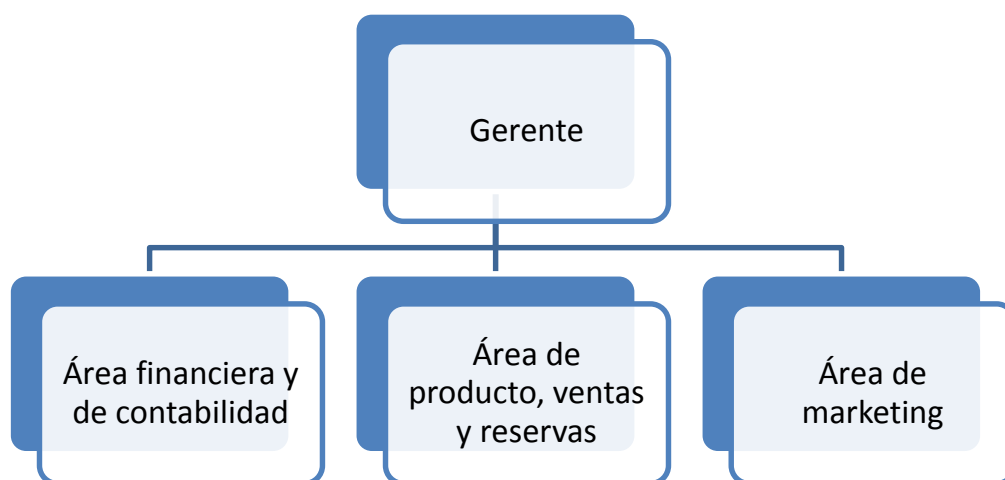 Gerente
Área financiera y
de contabilidad
Área de
producto, ventas
y reservas
Área de
marketing